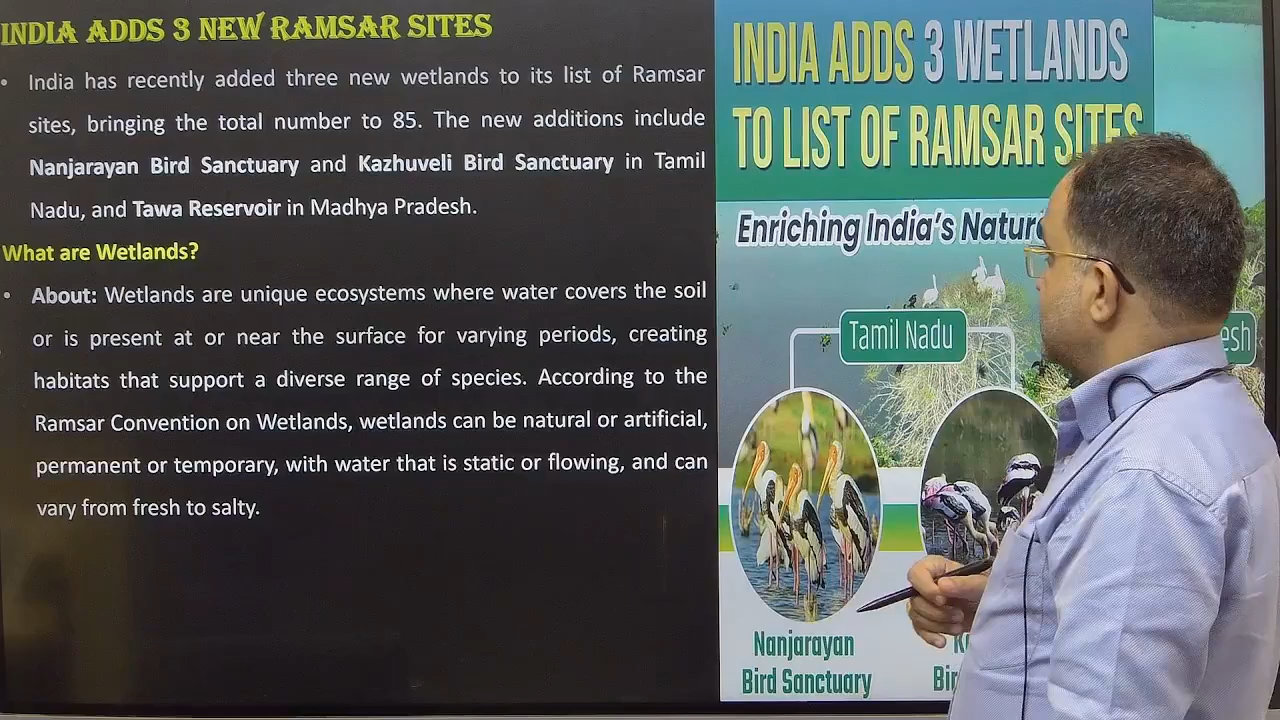 INDIA ADDS 3 NEW RAMSAR SITES
• India has recently added three new wetlands to its list of Ramsar
sites, bringing the total number to 85. The new additions include
Nanjarayan Bird Sanctuary and Kazhuveli Bird Sanctuary in Tamil
Nadu, and Tawa Reservoir in Madhya Pradesh.
What are Wetlands?
• About: Wetlands are unique ecosystems where water covers the soil
or is present at or near the surface for varying periods, creating
habitats that support a diverse range of species. According to the
Ramsar Convention on Wetlands, wetlands can be natural or artificial,
permanent or temporary, with water that is static or flowing, and can
vary from fresh to salty.
INDIA ADDS 3 WETLANDS
TO LIST OF RAMSAR SITES
Enriching India's
Tamil Nadu
Nanjarayan
Bird Sanctuary